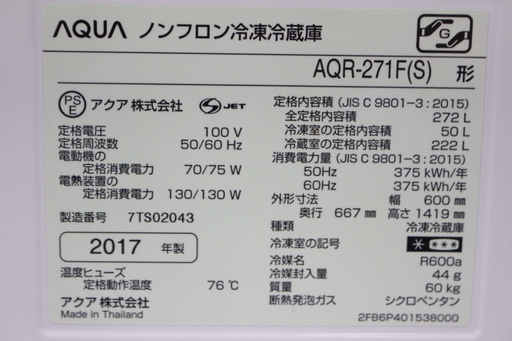 AQUA ノンフロン冷凍冷蔵庫
G
AQR-271F(S) 形
PS
E
アクア株式会社 S JET
定格電圧 100 V
定格周波数 50/60 Hz
電動機の
定格消費電力 70/75 W
電熱装置の
定格消費電力 130/130 W
製造番号 7TS02043
2017 年製
温度ヒューズ
定格動作温度 76℃
アクア株式会社
Made in Thailand
定格内容積 (JIS C 9801-3 : 2015)
全定格内容積 272 L
冷凍室の定格内容積 50 L
冷蔵室の定格内容積 222 L
消費電力量 (JIS C 9801-3 : 2015)
50Hz 375 kWh/年
60Hz 375 kWh/年
外形寸法 幅 600 ㎜
奥行 667 ㎜ 高さ 1419 ㎜
種類 冷凍冷蔵庫
冷凍室の記号 * ***
冷媒名 R600a
冷媒封入量 44 g
質量 60 kg
断熱発泡ガス シクロペンタン
2FB6P401538000